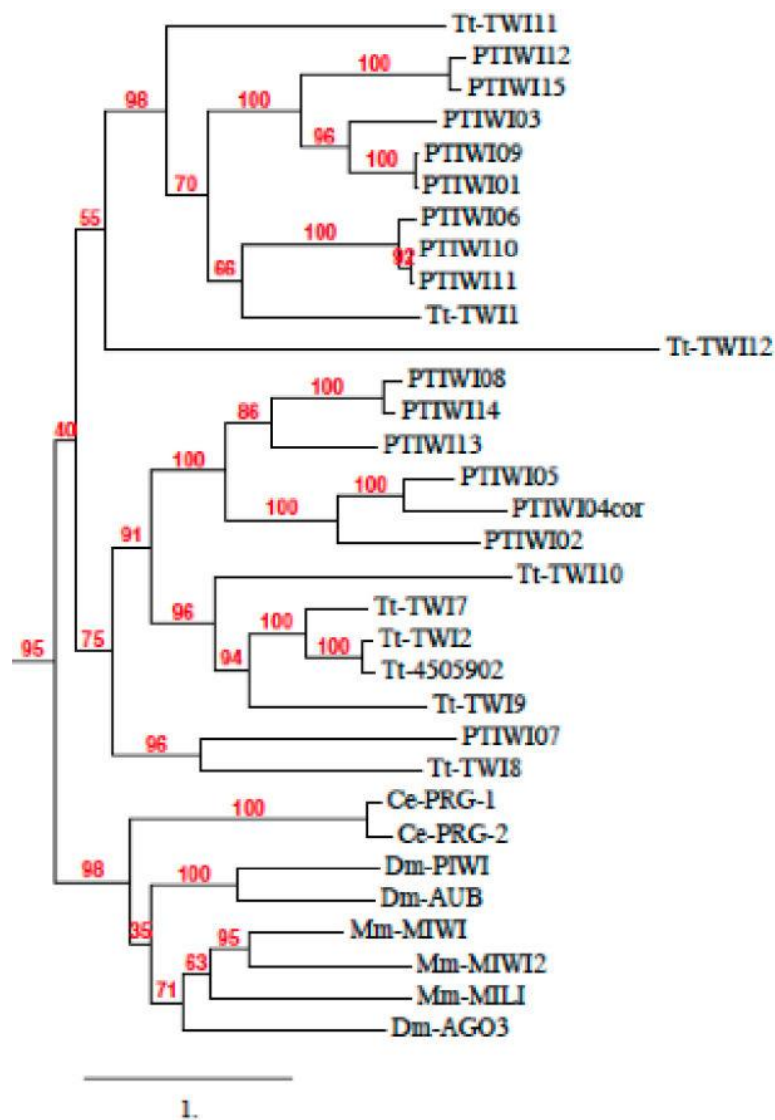 Tt-TWI11
100 PTIWI12
98 100 PTIWI15
PTIWI03
96 PTIWI09
100
70 PTIWI01
55 PTIWI06
100 PTIWI10
92
66 PTIWI11
Tt-TWI1
Tt-TWI12
100 PTIWI08
86 PTIWI14
40 PTIWI13
100 100 PTIWI05
100 PTIWI04cor
91 PTIWI02
Tt-TWI10
96 100 Tt-TWI7
95 75 94 100 Tt-TWI2
Tt-4505902
Tt-TWI9
96 PTIWI07
Tt-TWI8
100 Ce-PRG-1
Ce-PRG-2
98 100 Dm-PIWI
Dm-AUB
35 95 Mm-MIWI
63 Mm-MIWI2
71 Mm-MILI
Dm-AGO3
1.